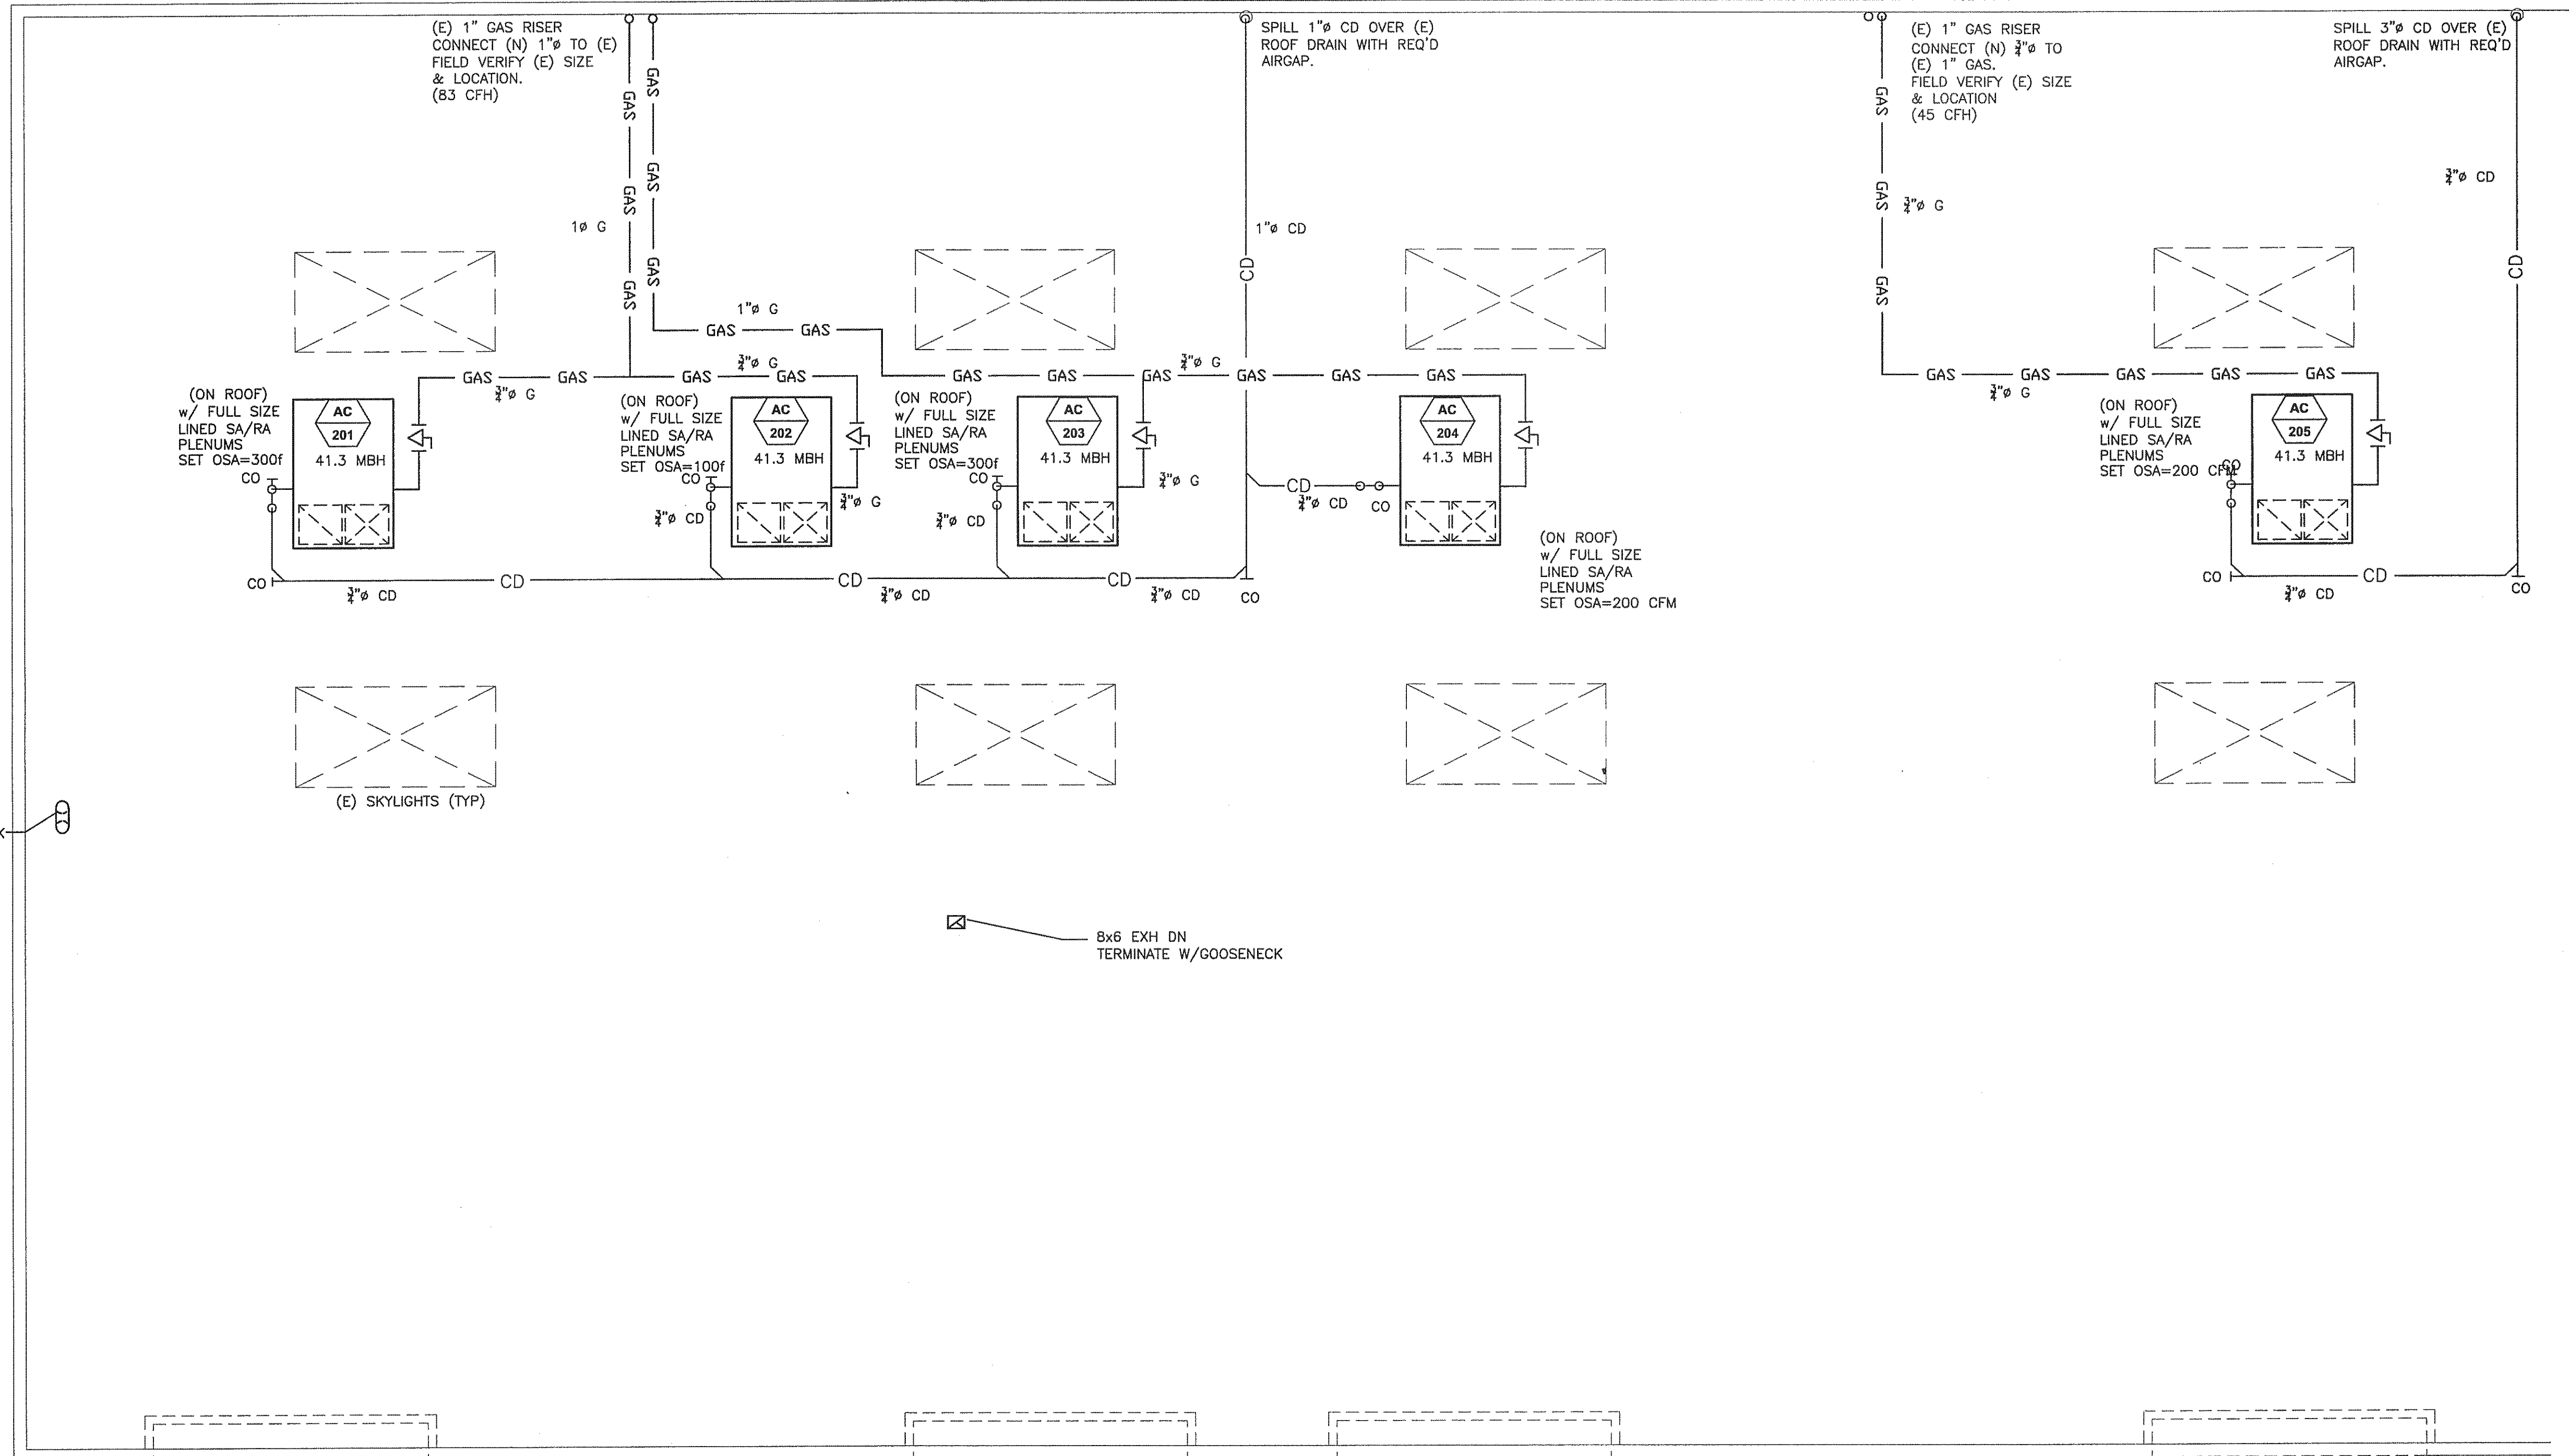 (E) 1" GAS RISER
CONNECT (N) 1"ø TO (E)
FIELD VERIFY (E) SIZE
& LOCATION.
(83 CFH)
SPILL 1"ø CD OVER (E)
ROOF DRAIN WITH REQ'D
AIRGAP.
(E) 1" GAS RISER
CONNECT (N) ¾"ø TO
(E) 1" GAS.
FIELD VERIFY (E) SIZE
& LOCATION
(45 CFH)
SPILL 3"ø CD OVER (E)
ROOF DRAIN WITH REQ'D
AIRGAP.
GAS
GAS
GAS
GAS
GAS
GAS
1ø G
1"ø CD
CD
GAS
GAS
GAS
¾"ø G
¾"ø CD
CD
1"ø G
GAS GAS
GAS GAS GAS GAS
¾"ø G
¾"ø G
GAS GAS GAS GAS GAS GAS
¾"ø G
GAS GAS GAS GAS GAS
¾"ø G
(ON ROOF)
w/ FULL SIZE
LINED SA/RA
PLENUMS
SET OSA=300f
CO
AC
201
41.3 MBH
(ON ROOF)
w/ FULL SIZE
LINED SA/RA
PLENUMS
SET OSA=100f
CO
¾"ø CD
AC
202
41.3 MBH
¾"ø G
(ON ROOF)
w/ FULL SIZE
LINED SA/RA
PLENUMS
SET OSA=300f
CO
¾"ø CD
AC
203
41.3 MBH
¾"ø G
CD
¾"ø CD
CO
AC
204
41.3 MBH
(ON ROOF)
w/ FULL SIZE
LINED SA/RA
PLENUMS
SET OSA=200 CFM
(ON ROOF)
w/ FULL SIZE
LINED SA/RA
PLENUMS
SET OSA=200 CFM
CO
AC
205
41.3 MBH
CO
CD
¾"ø CD
CD
¾"ø CD
CD
¾"ø CD
CO
CO
CD
¾"ø CD
CO
(E) SKYLIGHTS (TYP)
8x6 EXH DN
TERMINATE W/GOOSENECK